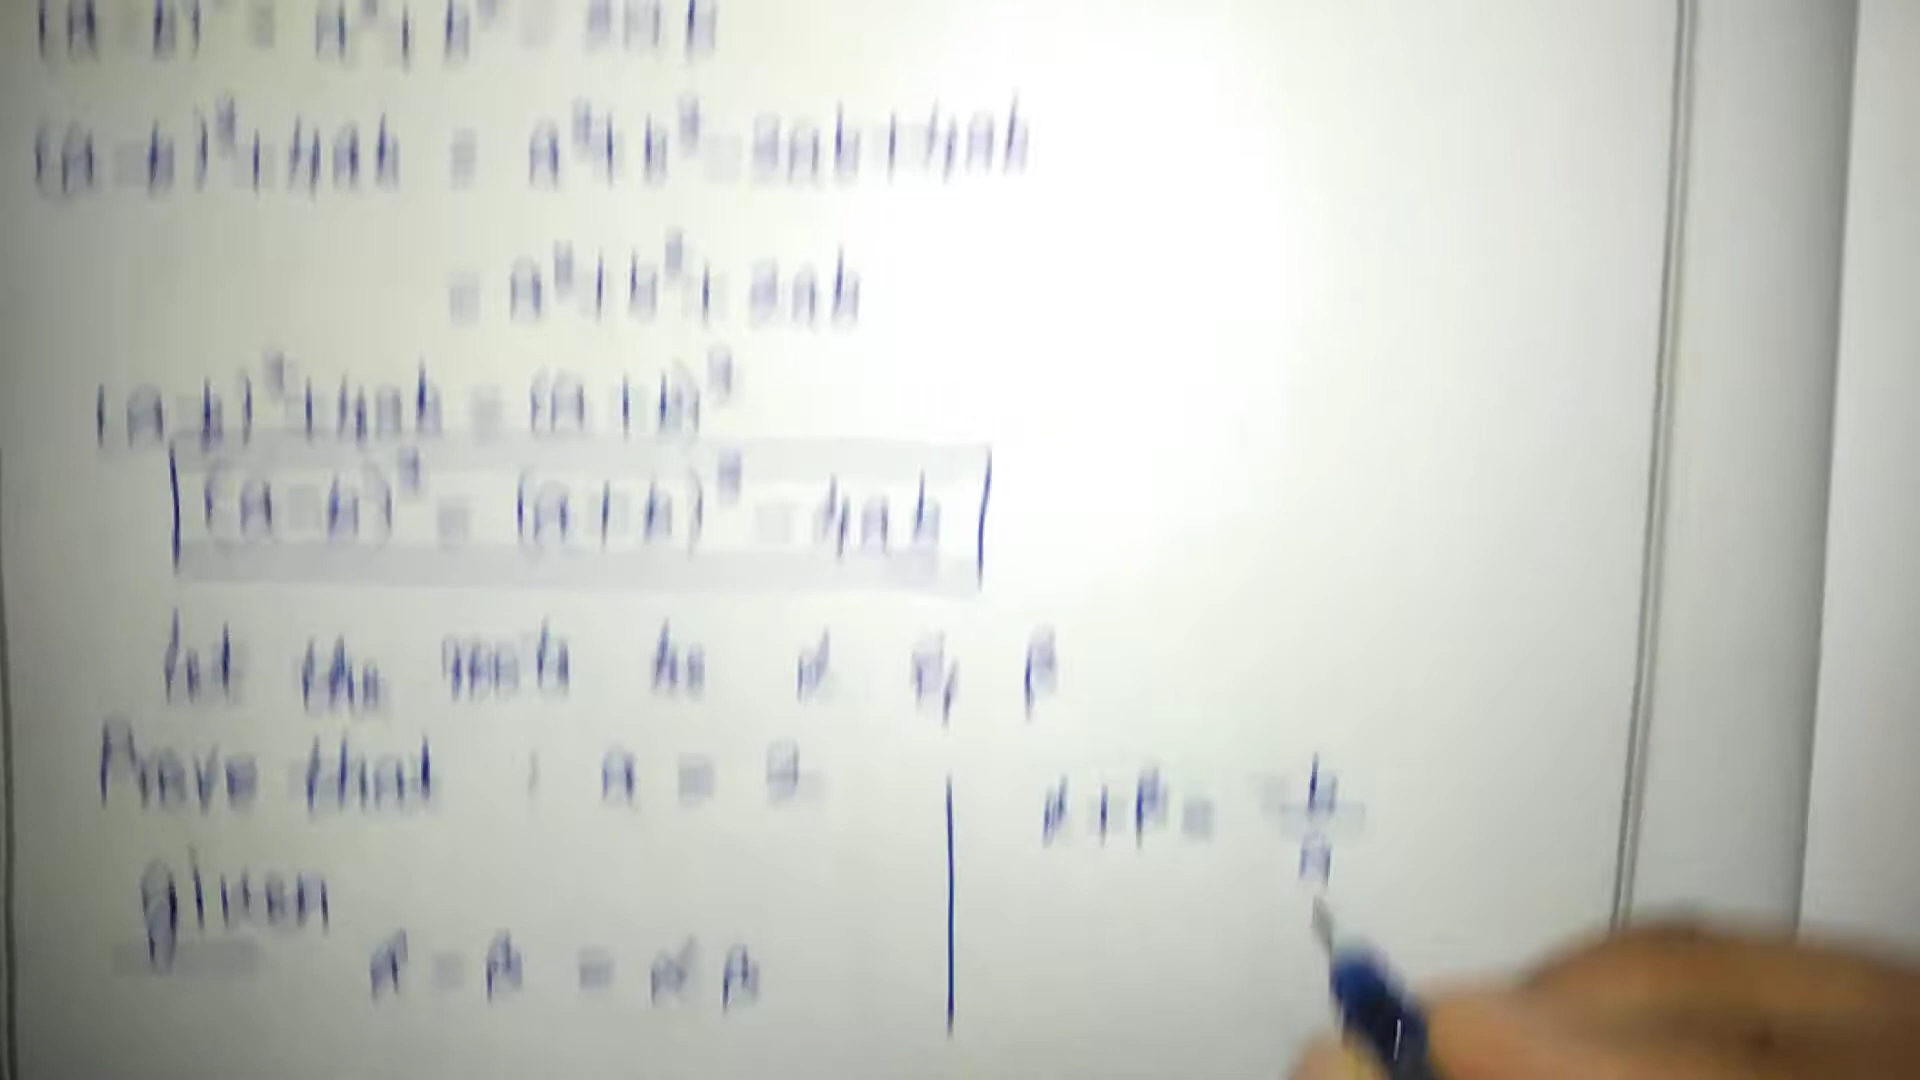 (a-b)² = a²+b²-2ab
(a-b)²+4ab = a²+b²-2ab+4ab
= a²+b²+2ab
(a-b)²+4ab = (a+b)²
(a-b)² = (a+b)² - 4ab
let the roots be α & β
Prove that : a =
α+β = -b/a
given
α-β = αβ